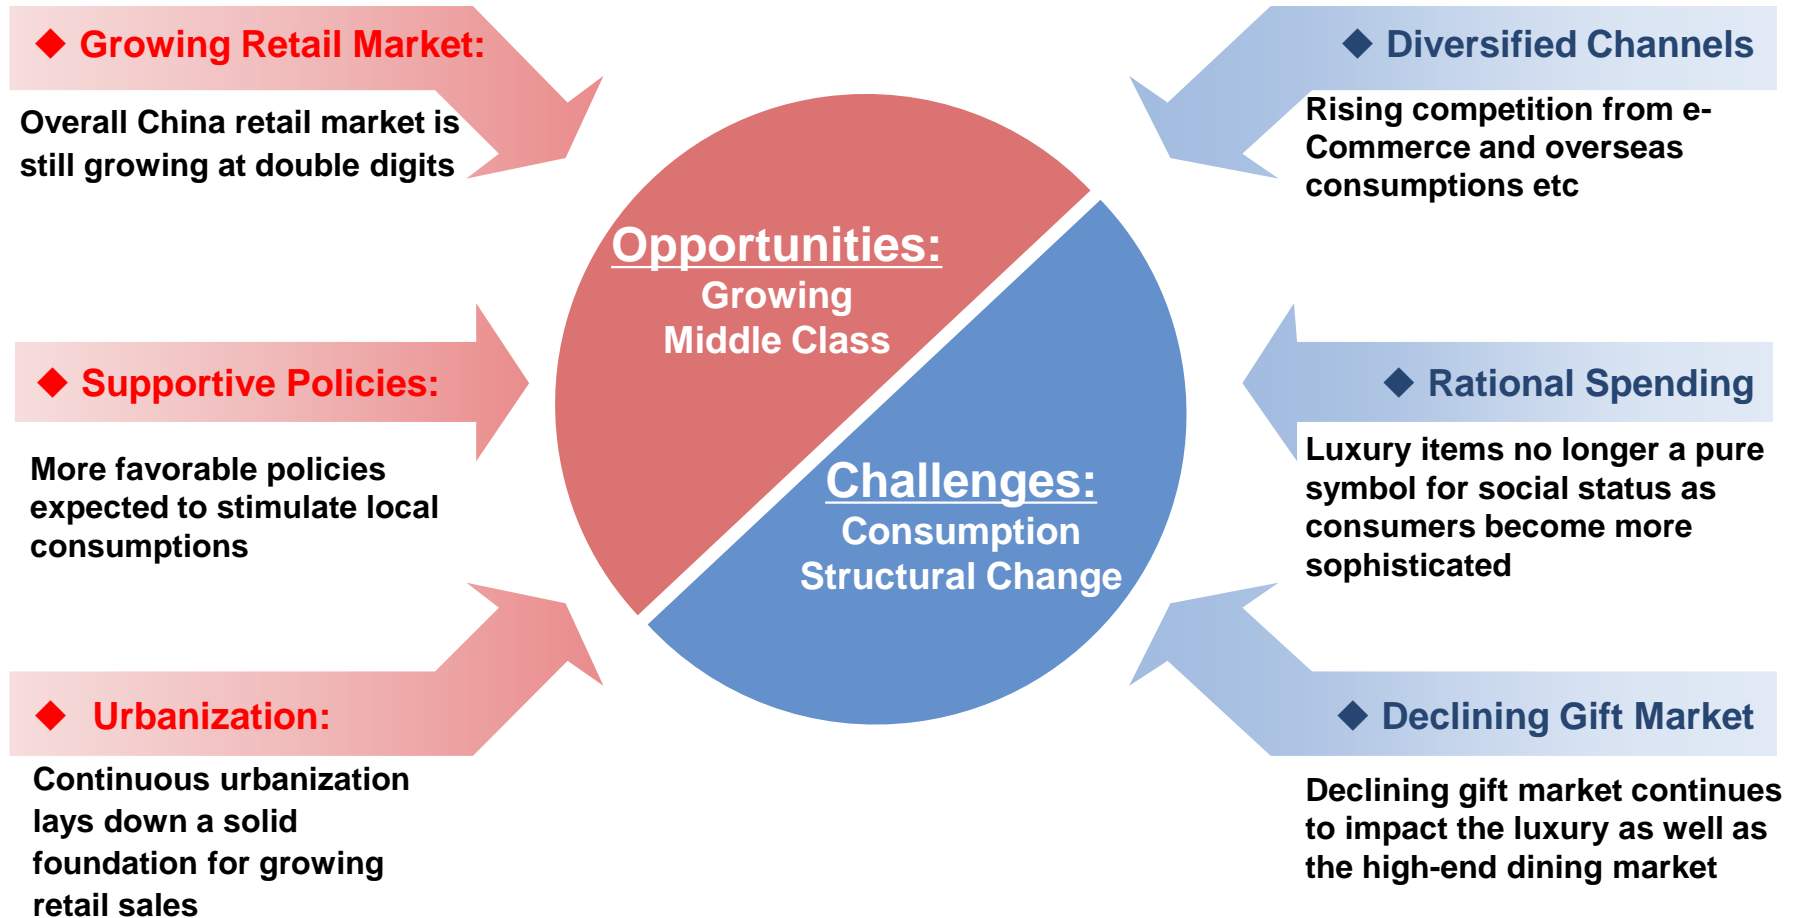 ◆ Growing Retail Market:
Overall China retail market is
still growing at double digits
◆ Supportive Policies:
More favorable policies
expected to stimulate local
consumptions
◆ Urbanization:
Continuous urbanization
lays down a solid
foundation for growing
retail sales
Opportunities:
Growing
Middle Class
Challenges:
Consumption
Structural Change
◆ Diversified Channels
Rising competition from e-
Commerce and overseas
consumptions etc
◆ Rational Spending
Luxury items no longer a pure
symbol for social status as
consumers become more
sophisticated
◆ Declining Gift Market
Declining gift market continues
to impact the luxury as well as
the high-end dining market